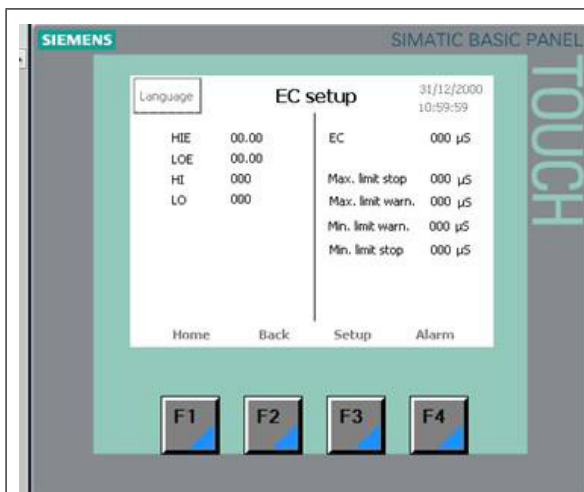 SIEMENS
SIMATIC BASIC PANEL
TOUCH
Language
EC setup
31/12/2000
10:59:59
HIE 00.00
LOE 00.00
HI 000
LO 000
EC 000 µS
Max. limit stop 000 µS
Max. limit warn. 000 µS
Min. limit warn. 000 µS
Min. limit stop 000 µS
Home Back Setup Alarm
F1 F2 F3 F4